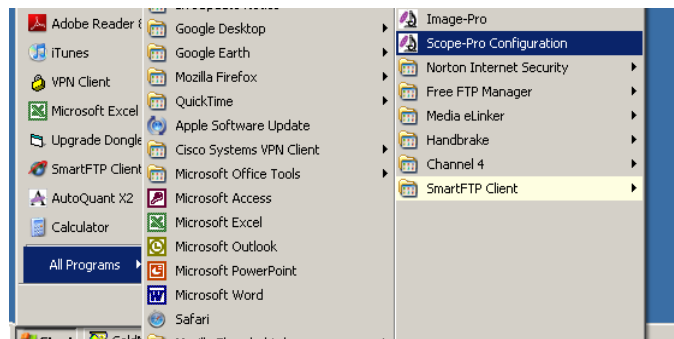 Adobe Reader 8
iTunes
VPN Client
Microsoft Excel
Upgrade Dongle
SmartFTP Client
AutoQuant X2
Calculator
All Programs
Google Desktop
Google Earth
Mozilla Firefox
QuickTime
Apple Software Update
Cisco Systems VPN Client
Microsoft Office Tools
Microsoft Access
Microsoft Excel
Microsoft Outlook
Microsoft PowerPoint
Microsoft Word
Safari
Image-Pro
Scope-Pro Configuration
Norton Internet Security
Free FTP Manager
Media eLinker
Handbrake
Channel 4
SmartFTP Client